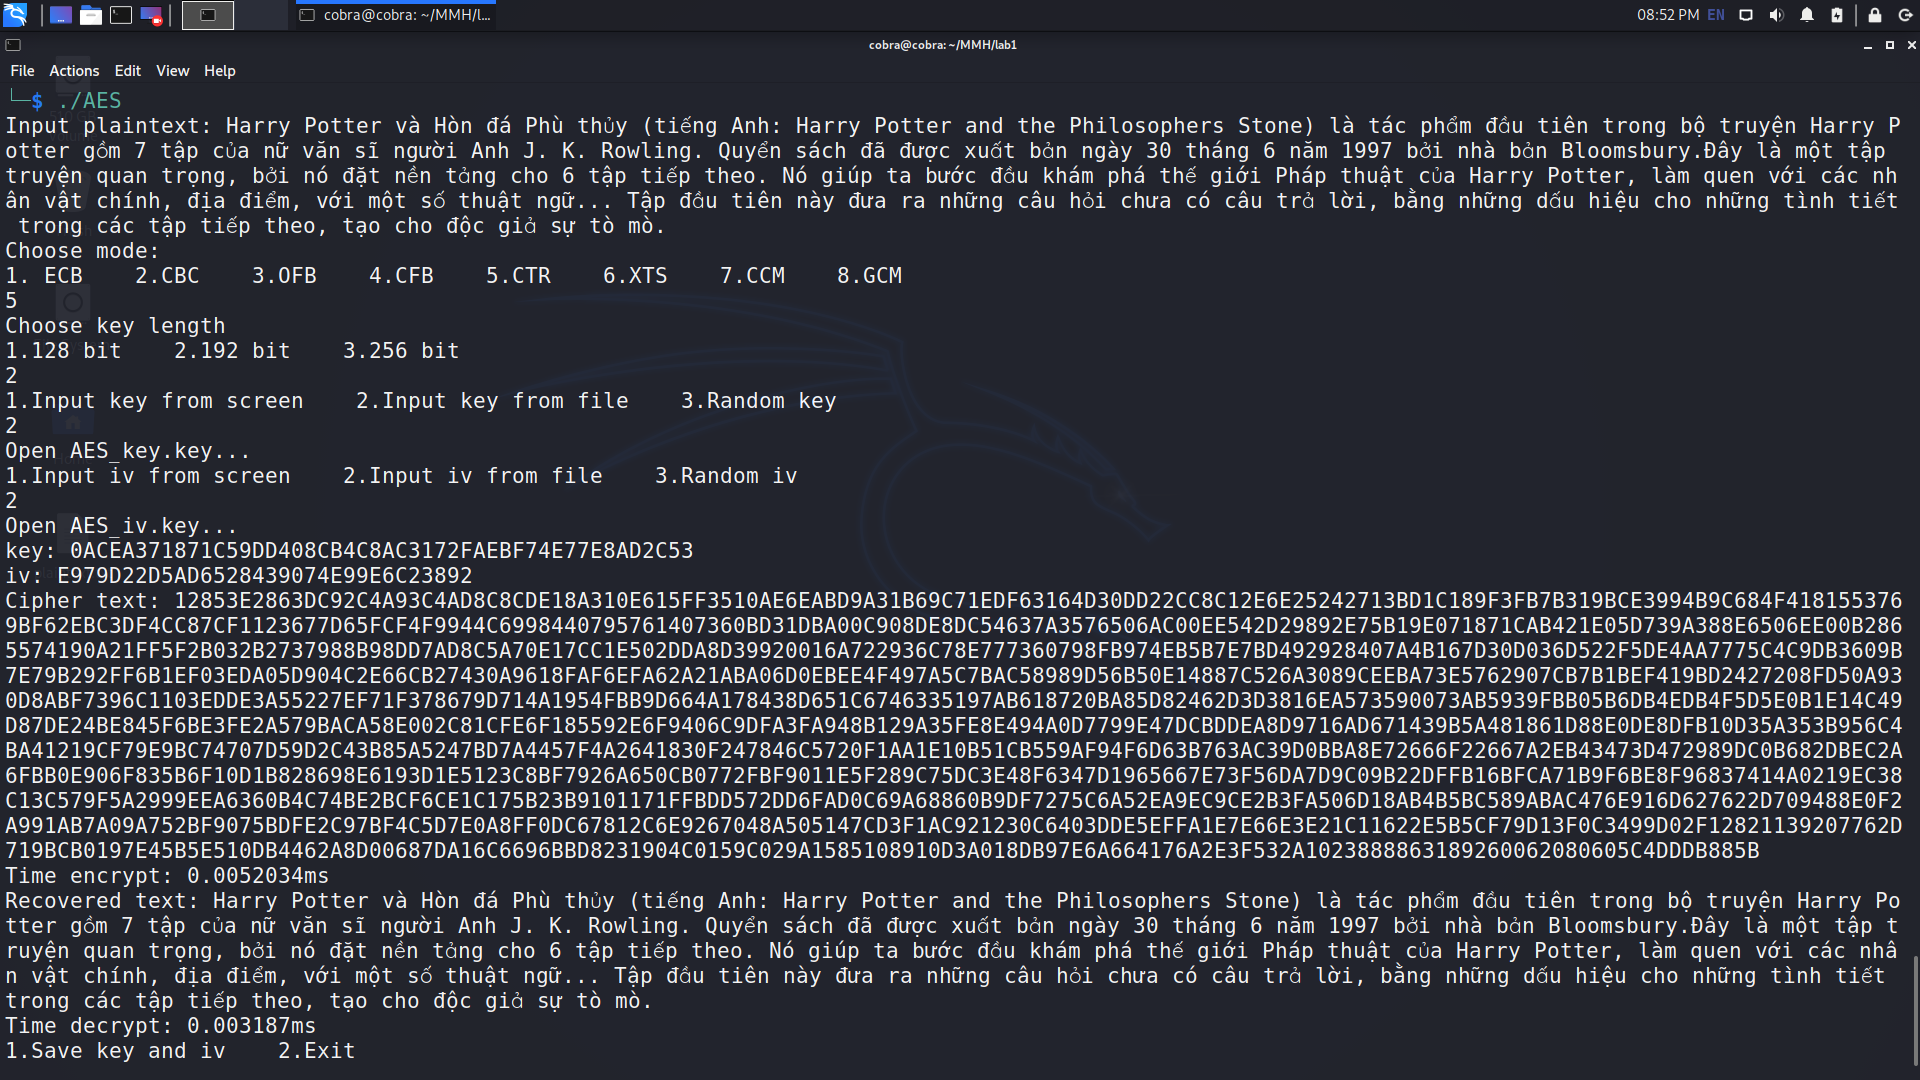 cobra@cobra: ~/MMH/l...
08:52 PM EN
cobra@cobra: ~/MMH/lab1
File Actions Edit View Help
└─$ ./AES
Input plaintext: Harry Potter và Hòn đá Phù thủy (tiếng Anh: Harry Potter and the Philosophers Stone) là tác phẩm đầu tiên trong bộ truyện Harry P
otter gồm 7 tập của nữ văn sĩ người Anh J. K. Rowling. Quyển sách đã được xuất bản ngày 30 tháng 6 năm 1997 bởi nhà bản Bloomsbury.Đây là một tập
truyện quan trọng, bởi nó đặt nền tảng cho 6 tập tiếp theo. Nó giúp ta bước đầu khám phá thế giới Pháp thuật của Harry Potter, làm quen với các nh
ân vật chính, địa điểm, với một số thuật ngữ... Tập đầu tiên này đưa ra những câu hỏi chưa có câu trả lời, bằng những dấu hiệu cho những tình tiết
trong các tập tiếp theo, tạo cho độc giả sự tò mò.
Choose mode:
1. ECB 2.CBC 3.OFB 4.CFB 5.CTR 6.XTS 7.CCM 8.GCM
5
Choose key length
1.128 bit 2.192 bit 3.256 bit
2
1.Input key from screen 2.Input key from file 3.Random key
2
Open AES_key.key...
1.Input iv from screen 2.Input iv from file 3.Random iv
2
Open AES_iv.key...
key: 0ACEA371871C59DD408CB4C8AC3172FAEBF74E77E8AD2C53
iv: E979D22D5AD6528439074E99E6C23892
Cipher text: 12853E2863DC92C4A93C4AD8C8CDE18A310E615FF3510AE6EABD9A31B69C71EDF63164D30DD22CC8C12E6E25242713BD1C189F3FB7B319BCE3994B9C684F4181553769
9BF62EBC3DF4CC87CF1123677D65FCF4F9944C6998440795761407360BD31DBA00C908DE8DC54637A3576506AC00EE542D29892E75B19E071871CAB421E05D739A388E6506EE00B286
5574190A21FF5F2B032B2737988B98DD7AD8C5A70E17CC1E502DDA8D39920016A722936C78E777360798FB974EB5B7E7BD492928407A4B167D30D036D522F5DE4AA7775C4C9DB3609B
7E79B292FF6B1EF03EDA05D904C2E66CB27430A9618FAF6EFA62A21ABA06D0EBEE4F497A5C7BAC58989D56B50E14887C526A3089CEEBA73E5762907CB7B1BEF419BD2427208FD50A93
0D8ABF7396C1103EDDE3A55227EF71F378679D714A1954FBB9D664A178438D651C6746335197AB618720BA85D82462D3D3816EA573590073AB5939FBB05B6DB4EDB4F5D5E0B1E14C49
D87DE24BE845F6BE3FE2A579BACA58E002C81CFE6F185592E6F9406C9DFA3FA948B129A35FE8E494A0D7799E47DCBDDEA8D9716AD671439B5A481861D88E0DE8DFB10D35A353B956C4
BA41219CF79E9BC74707D59D2C43B85A5247BD7A4457F4A2641830F247846C5720F1AA1E10B51CB559AF94F6D63B763AC39D0BBA8E72666F22667A2EB43473D472989DC0B682DBEC2A
6FBB0E906F835B6F10D1B828698E6193D1E5123C8BF7926A650CB0772FBF9011E5F289C75DC3E48F6347D1965667E73F56DA7D9C09B22DFFB16BFCA71B9F6BE8F96837414A0219EC38
C13C579F5A2999EEA6360B4C74BE2BCF6CE1C175B23B9101171FFBDD572DD6FAD0C69A68860B9DF7275C6A52EA9EC9CE2B3FA506D18AB4B5BC589ABAC476E916D627622D709488E0F2
A991AB7A09A752BF9075BDFE2C97BF4C5D7E0A8FF0DC67812C6E9267048A505147CD3F1AC921230C6403DDE5EFFA1E7E66E3E21C11622E5B5CF79D13F0C3499D02F12821139207762D
719BCB0197E45B5E510DB4462A8D00687DA16C6696BBD8231904C0159C029A1585108910D3A018DB97E6A664176A2E3F532A10238888631892600620806​05C4DDDB885B
Time encrypt: 0.0052034ms
Recovered text: Harry Potter và Hòn đá Phù thủy (tiếng Anh: Harry Potter and the Philosophers Stone) là tác phẩm đầu tiên trong bộ truyện Harry Po
tter gồm 7 tập của nữ văn sĩ người Anh J. K. Rowling. Quyển sách đã được xuất bản ngày 30 tháng 6 năm 1997 bởi nhà bản Bloomsbury.Đây là một tập t
ruyện quan trọng, bởi nó đặt nền tảng cho 6 tập tiếp theo. Nó giúp ta bước đầu khám phá thế giới Pháp thuật của Harry Potter, làm quen với các nhâ
n vật chính, địa điểm, với một số thuật ngữ... Tập đầu tiên này đưa ra những câu hỏi chưa có câu trả lời, bằng những dấu hiệu cho những tình tiết
trong các tập tiếp theo, tạo cho độc giả sự tò mò.
Time decrypt: 0.003187ms
1.Save key and iv 2.Exit